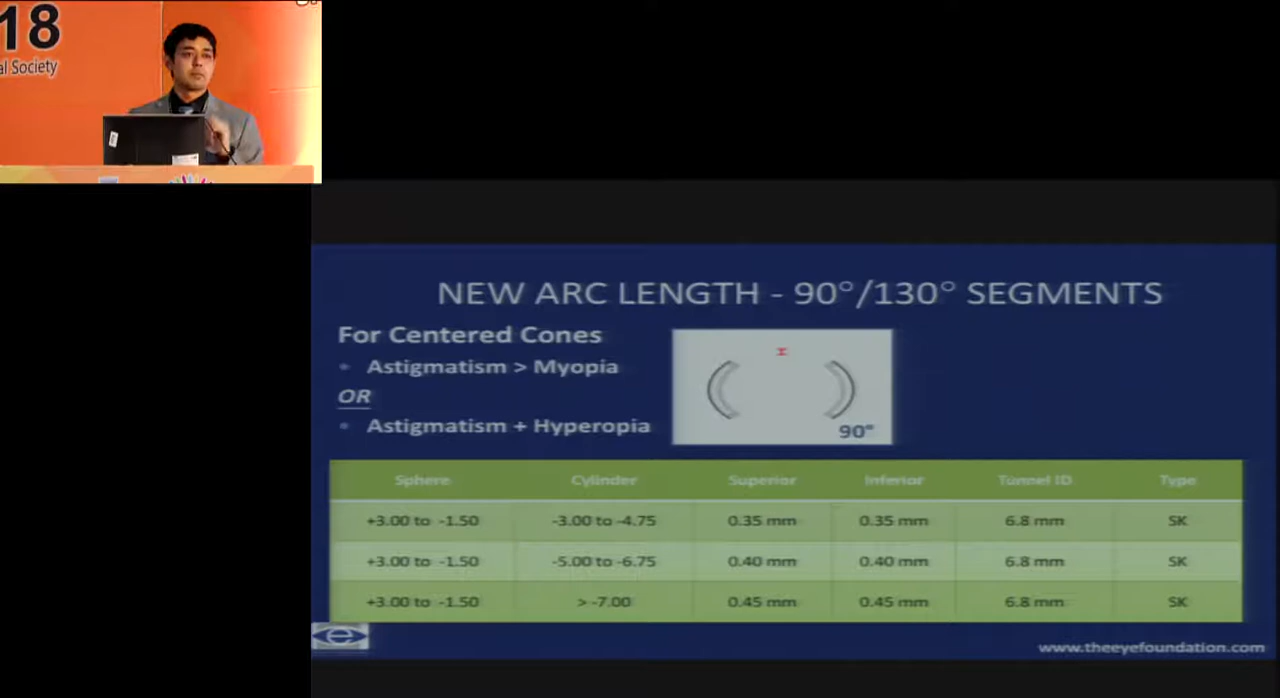 18
al Society
NEW ARC LENGTH - 90°/130° SEGMENTS
For Centered Cones
• Astigmatism > Myopia
OR
• Astigmatism + Hyperopia
90°
Sphere Cylinder Superior Inferior Tunnel ID Type
+3.00 to -1.50 -3.00 to -4.75 0.35 mm 0.35 mm 6.8 mm SK
+3.00 to -1.50 -5.00 to -6.75 0.40 mm 0.40 mm 6.8 mm SK
+3.00 to -1.50 > -7.00 0.45 mm 0.45 mm 6.8 mm SK
e
www.theeyefoundation.com